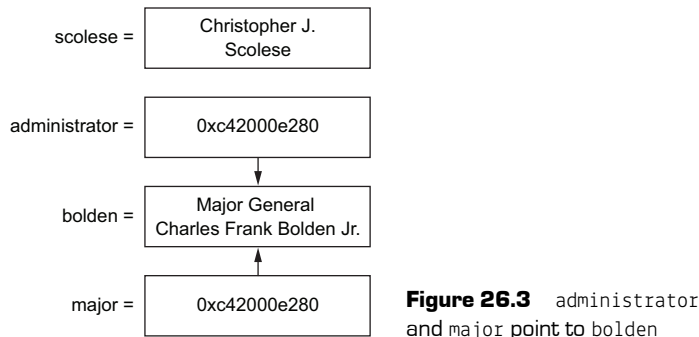 scolese =
Christopher J.
Scolese
administrator =
0xc42000e280
bolden =
Major General
Charles Frank Bolden Jr.
major =
0xc42000e280
Figure 26.3 administrator
and major point to bolden